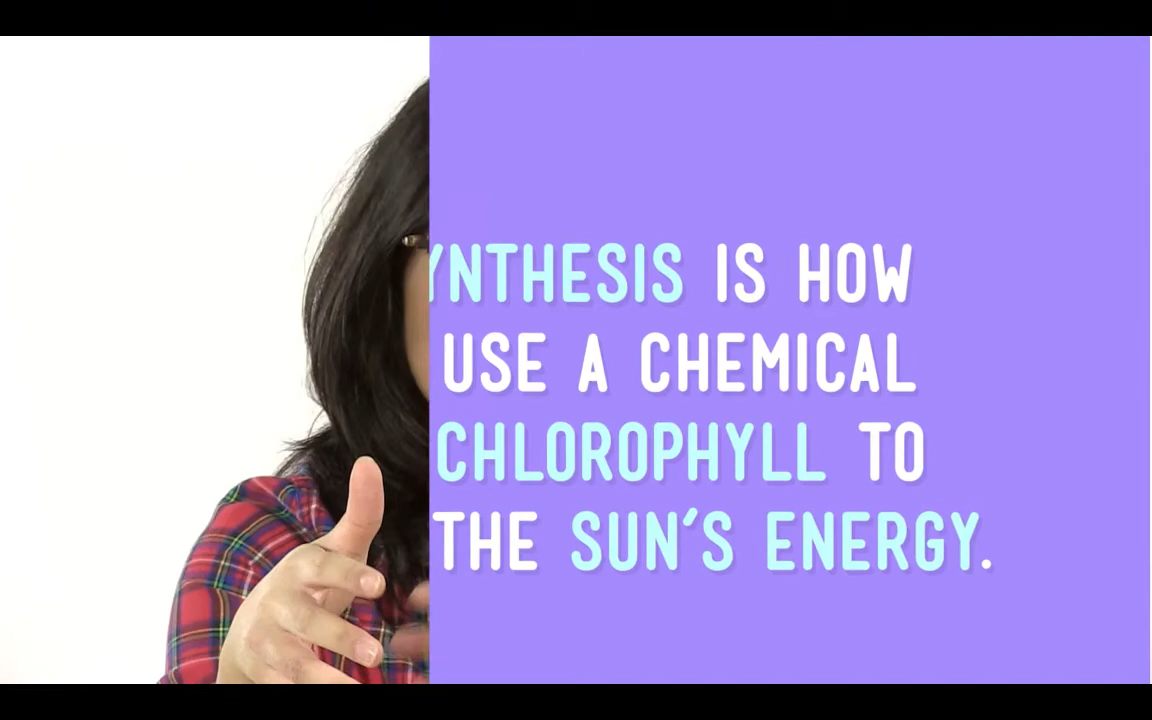 YNTHESIS IS HOW
USE A CHEMICAL
CHLOROPHYLL TO
THE SUN'S ENERGY.